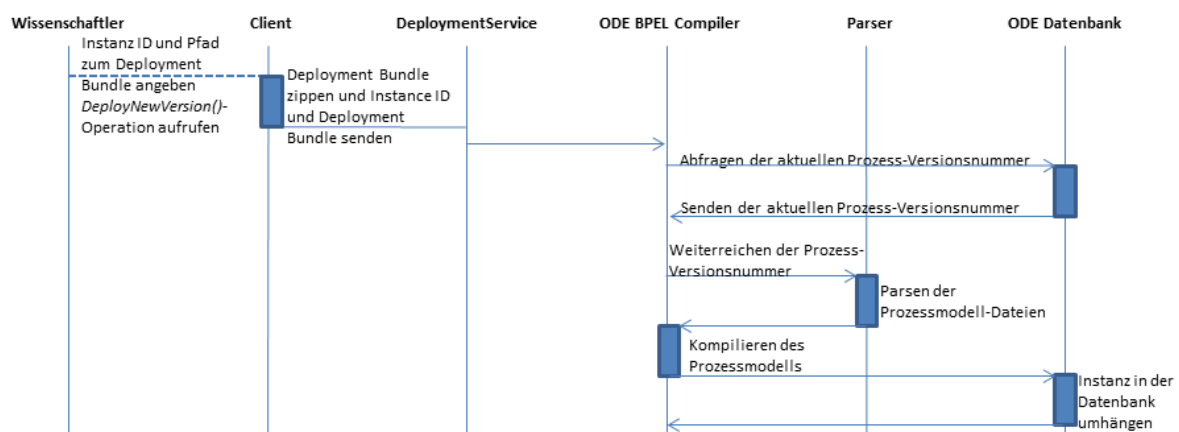 Wissenschaftler
Client
DeploymentService
ODE BPEL Compiler
Parser
ODE Datenbank
Instanz ID und Pfad
zum Deployment
Bundle angeben
DeployNewVersion()-
Operation aufrufen
Deployment Bundle
zippen und Instance ID
und Deployment
Bundle senden
Abfragen der aktuellen Prozess-Versionsnummer
Senden der aktuellen Prozess-Versionsnummer
Weiterreichen der Prozess-
Versionsnummer
Parsen der
Prozessmodell-Dateien
Kompilieren des
Prozessmodells
Instanz in der
Datenbank
umhängen